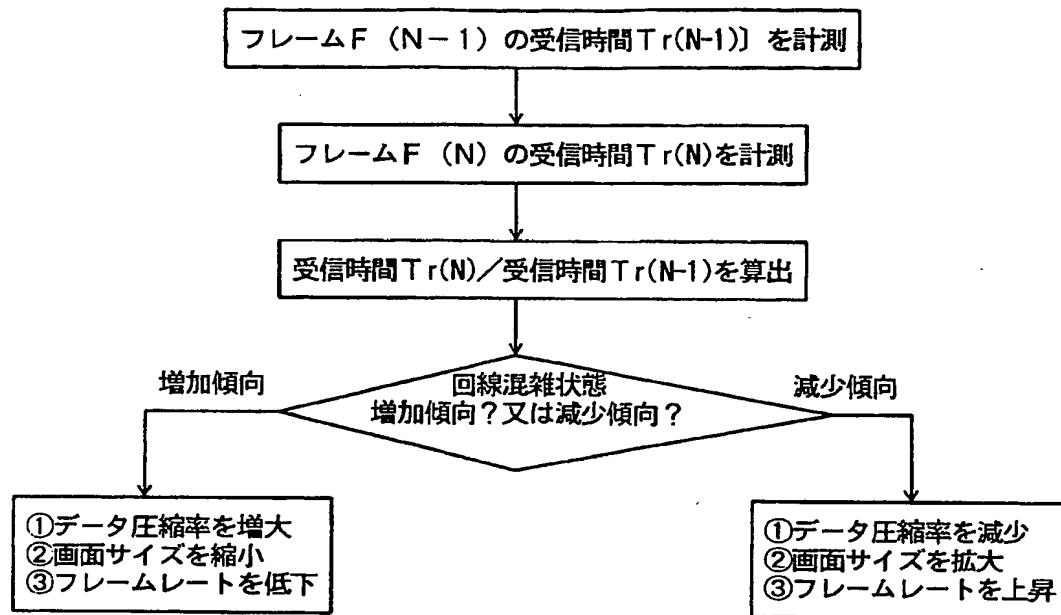 フレームF(N-1)の受信時間Tr(N-1)〕を計測
フレームF (N)の受信時間Tr(N)を計測
受信時間Tr(N)/受信時間Tr(N-1)を算出
回線混雑状態
増加傾向?又は減少傾向?
増加傾向
減少傾向
①データ圧縮率を増大
②画面サイズを縮小
③フレームレートを低下
①データ圧縮率を減少
②画面サイズを拡大
③フレームレートを上昇